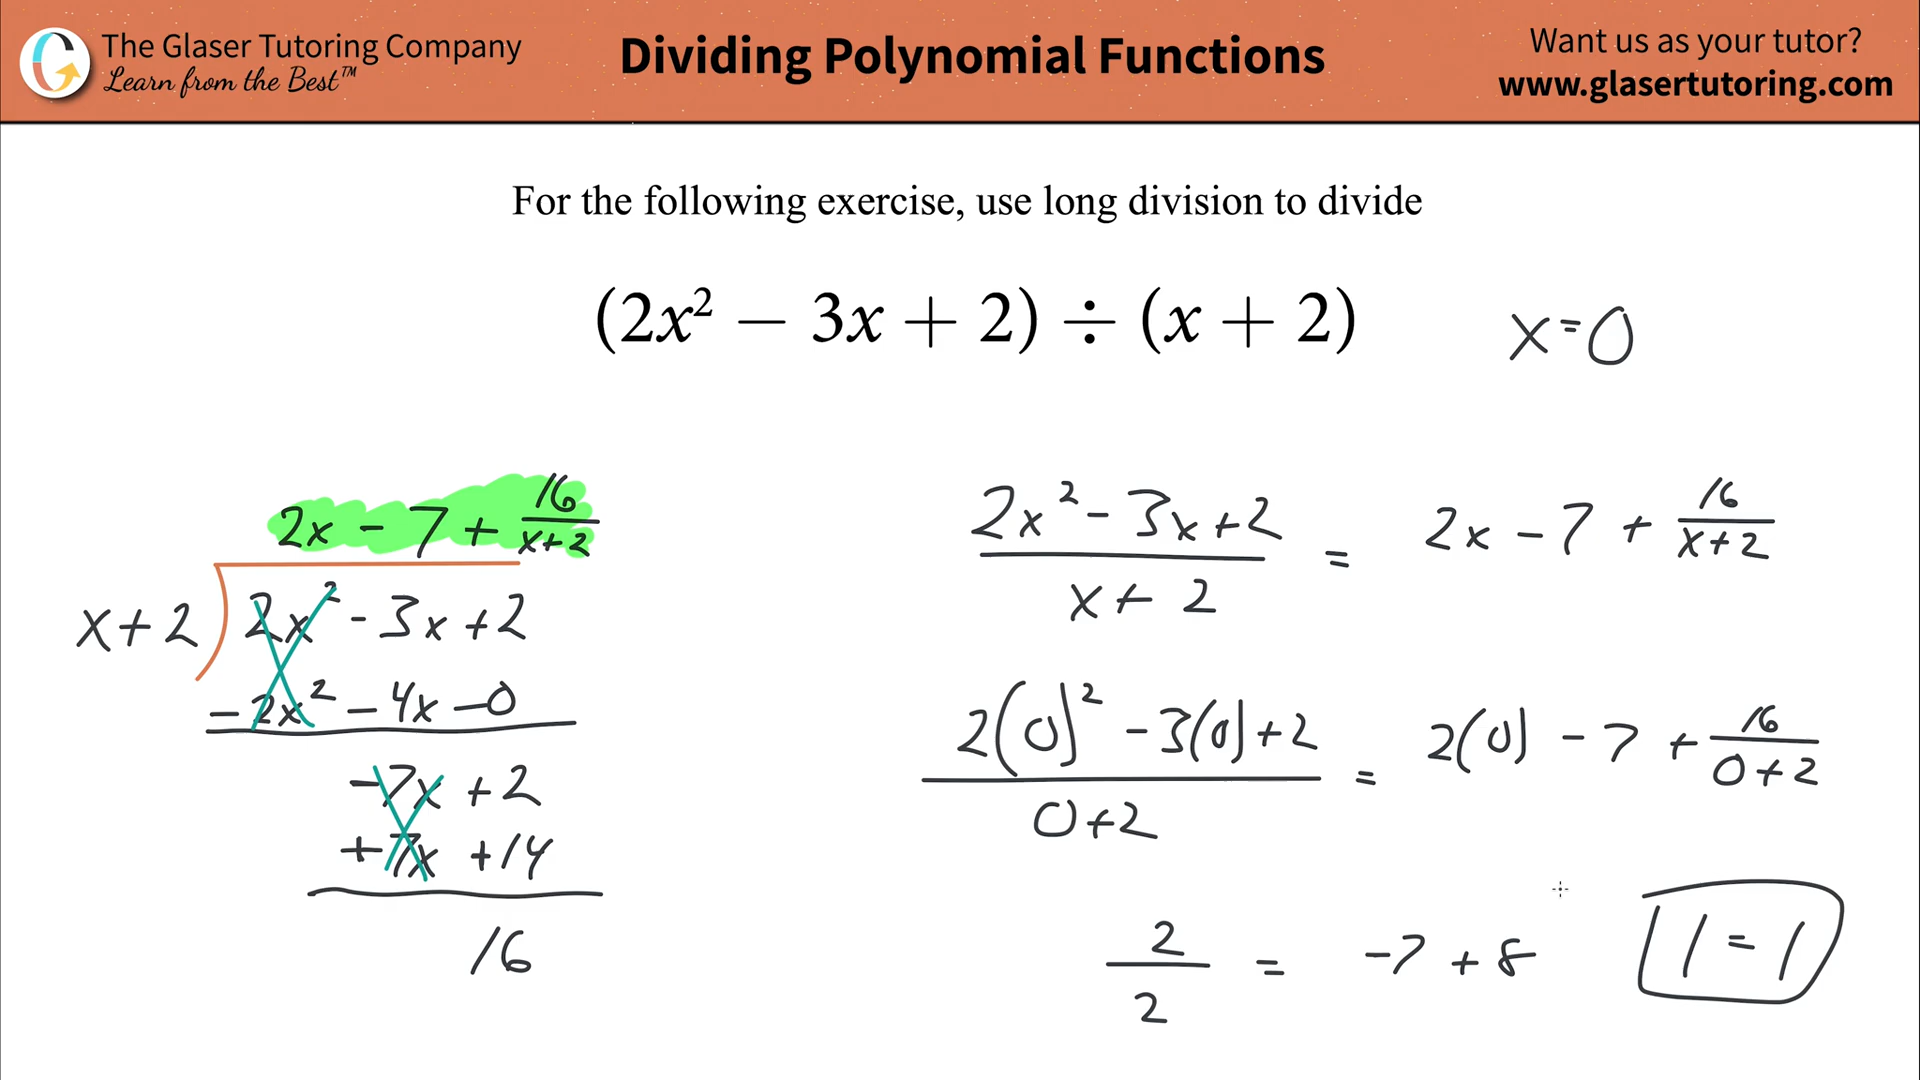 The Glaser Tutoring Company
Learn from the Best™
Dividing Polynomial Functions
Want us as your tutor?
www.glasertutoring.com
For the following exercise, use long division to divide
(2x² − 3x + 2) ÷ (x + 2)
x=0
2x - 7 + 16/(x+2)
x+2 2x² - 3x +2
- 2x² - 4x - 0
-7x +2
+7x +14
16
(2x² - 3x +2)/(x + 2) = 2x - 7 + 16/(x+2)
(2(0)² - 3(0)+2)/(0+2) = 2(0) - 7 + 16/(0+2)
2/2 = -7 + 8
1 = 1